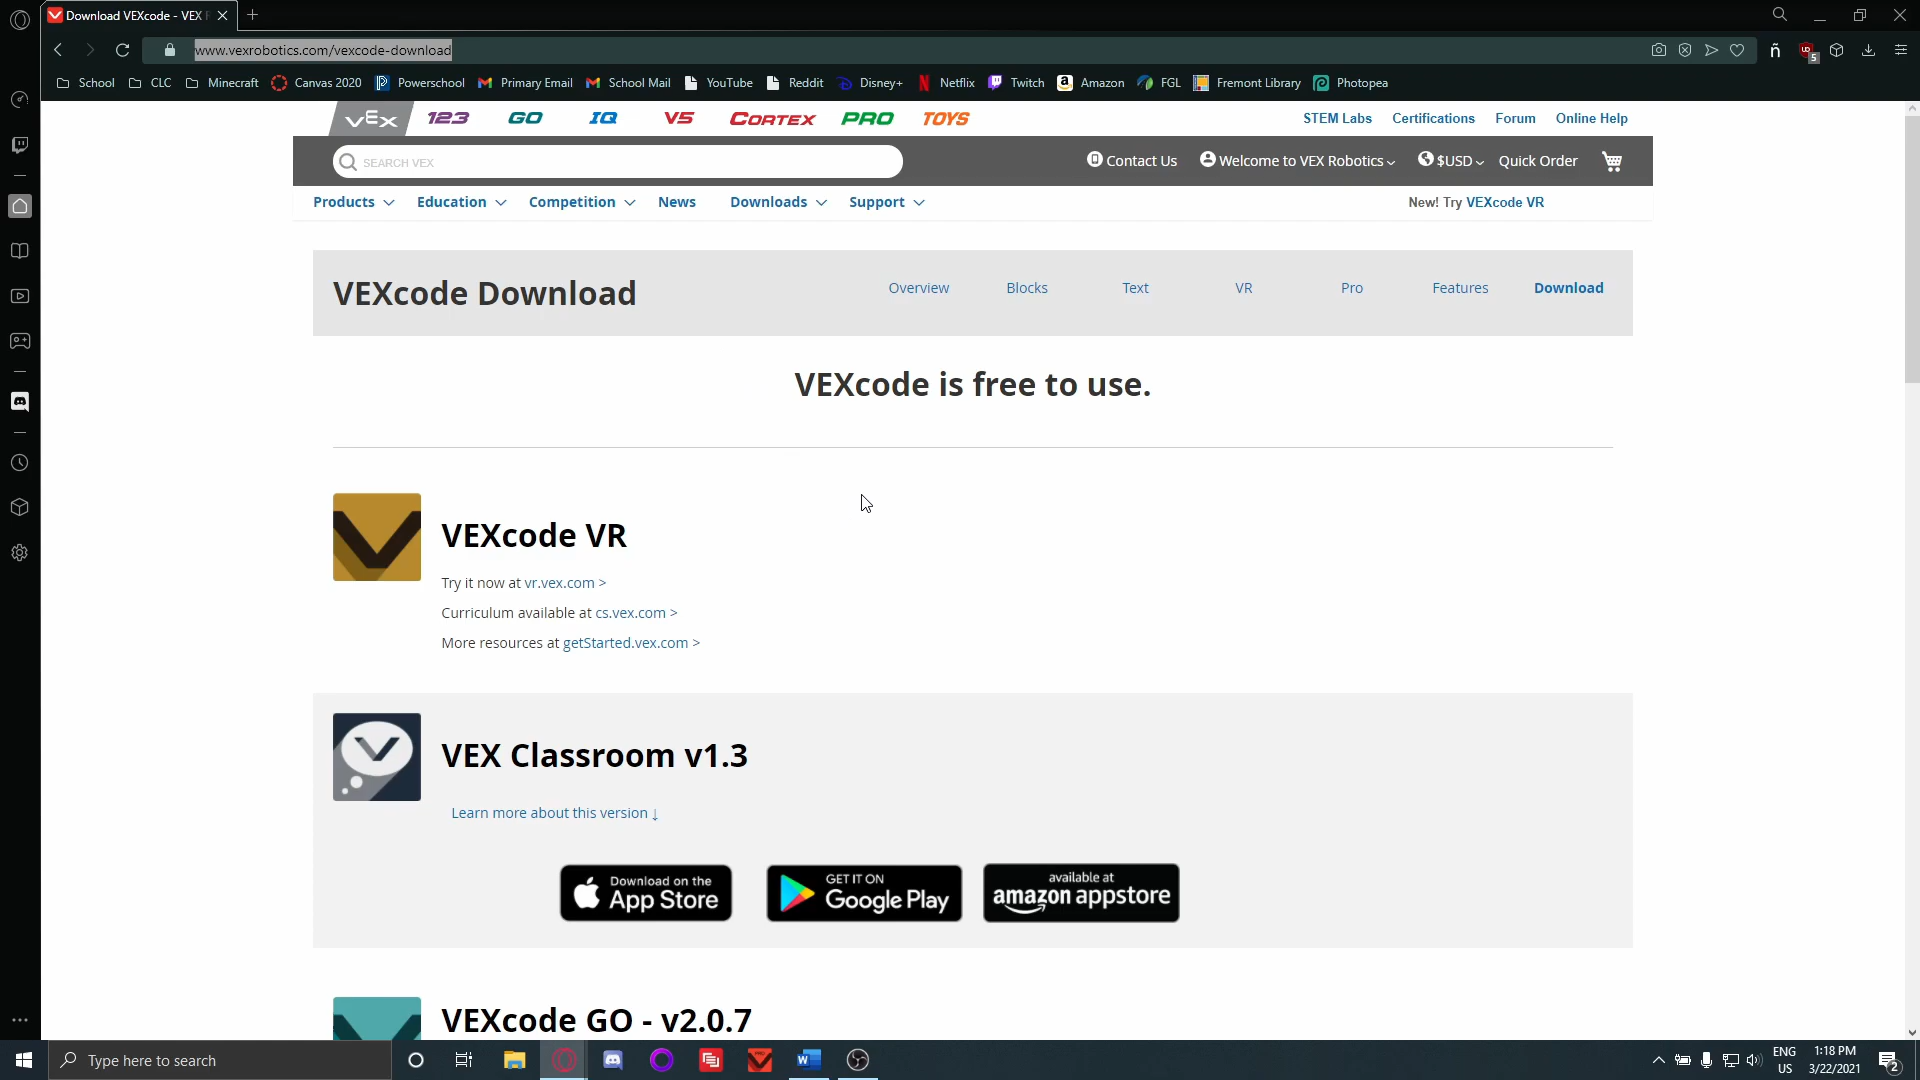 Download VEXcode - VEX
www.vexrobotics.com/vexcode-download
School CLC Minecraft Canvas 2020 Powerschool Primary Email School Mail YouTube Reddit Disney+ Netflix Twitch Amazon FGL Fremont Library Photopea
5
VEX 123 GO IQ V5 CORTEX PRO TOYS STEM Labs Certifications Forum Online Help
SEARCH VEX Contact Us Welcome to VEX Robotics $USD Quick Order
Products Education Competition News Downloads Support New! Try VEXcode VR
VEXcode Download Overview Blocks Text VR Pro Features Download
VEXcode is free to use.
VEXcode VR
Try it now at vr.vex.com >
Curriculum available at cs.vex.com >
More resources at getStarted.vex.com >
VEX Classroom v1.3
Learn more about this version ↓
Download on the
App Store
GET IT ON
Google Play
available at
amazon appstore
VEXcode GO - v2.0.7
Type here to search
ENG
US
1:18 PM
3/22/2021
2